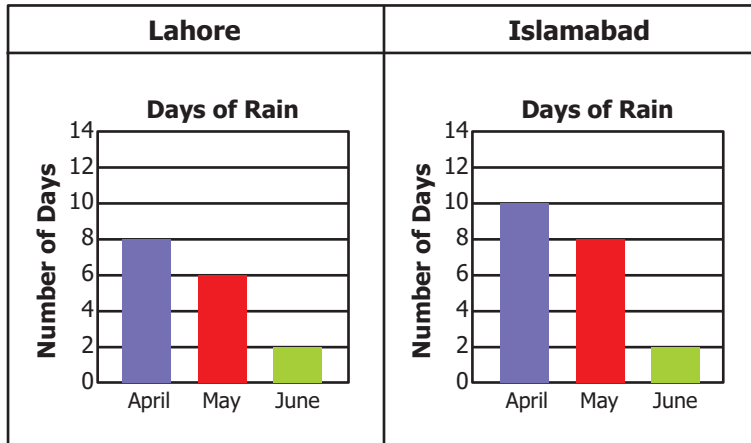 Lahore
Days of Rain
Number of Days
14
12
10
8
6
4
2
0
April May June
Islamabad
Days of Rain
Number of Days
14
12
10
8
6
4
2
0
April May June